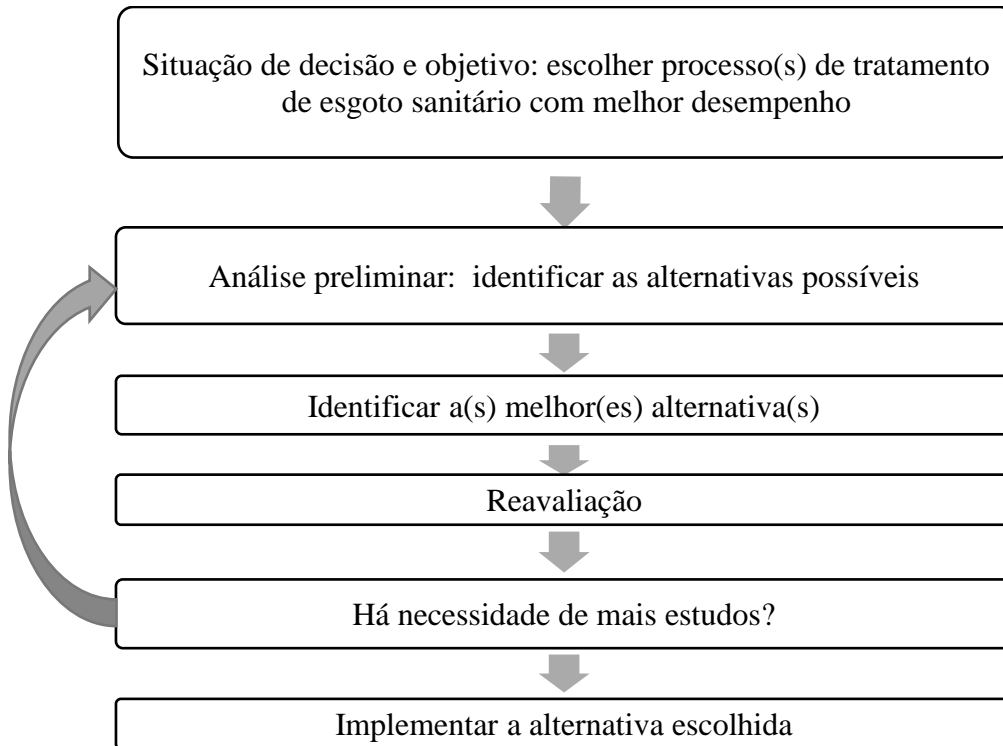 Situação de decisão e objetivo: escolher processo(s) de tratamento
de esgoto sanitário com melhor desempenho
Análise preliminar:  identificar as alternativas possíveis
Identificar a(s) melhor(es) alternativa(s)
Reavaliação
Há necessidade de mais estudos?
Implementar a alternativa escolhida